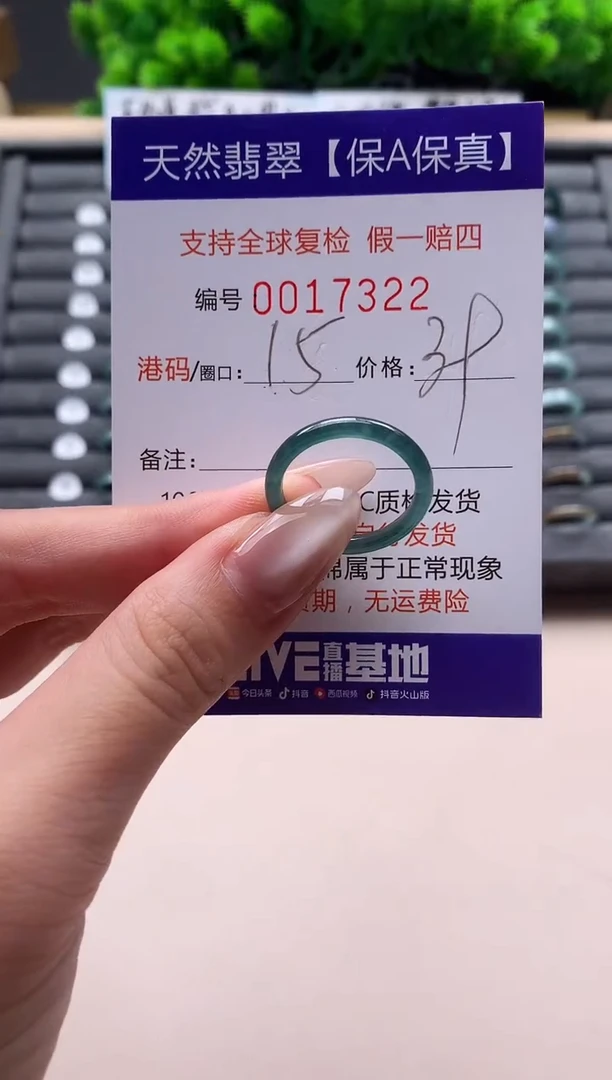 天然翡翠【保A保真】
支持全球复检 假一赔四
编号 0017322
港码/圈口: 15 价格:
备注:
C质检发货
发货
属于正常现象
期，无运费险
IVE直播基地
今日头条 抖音 西瓜视频 抖音火山版